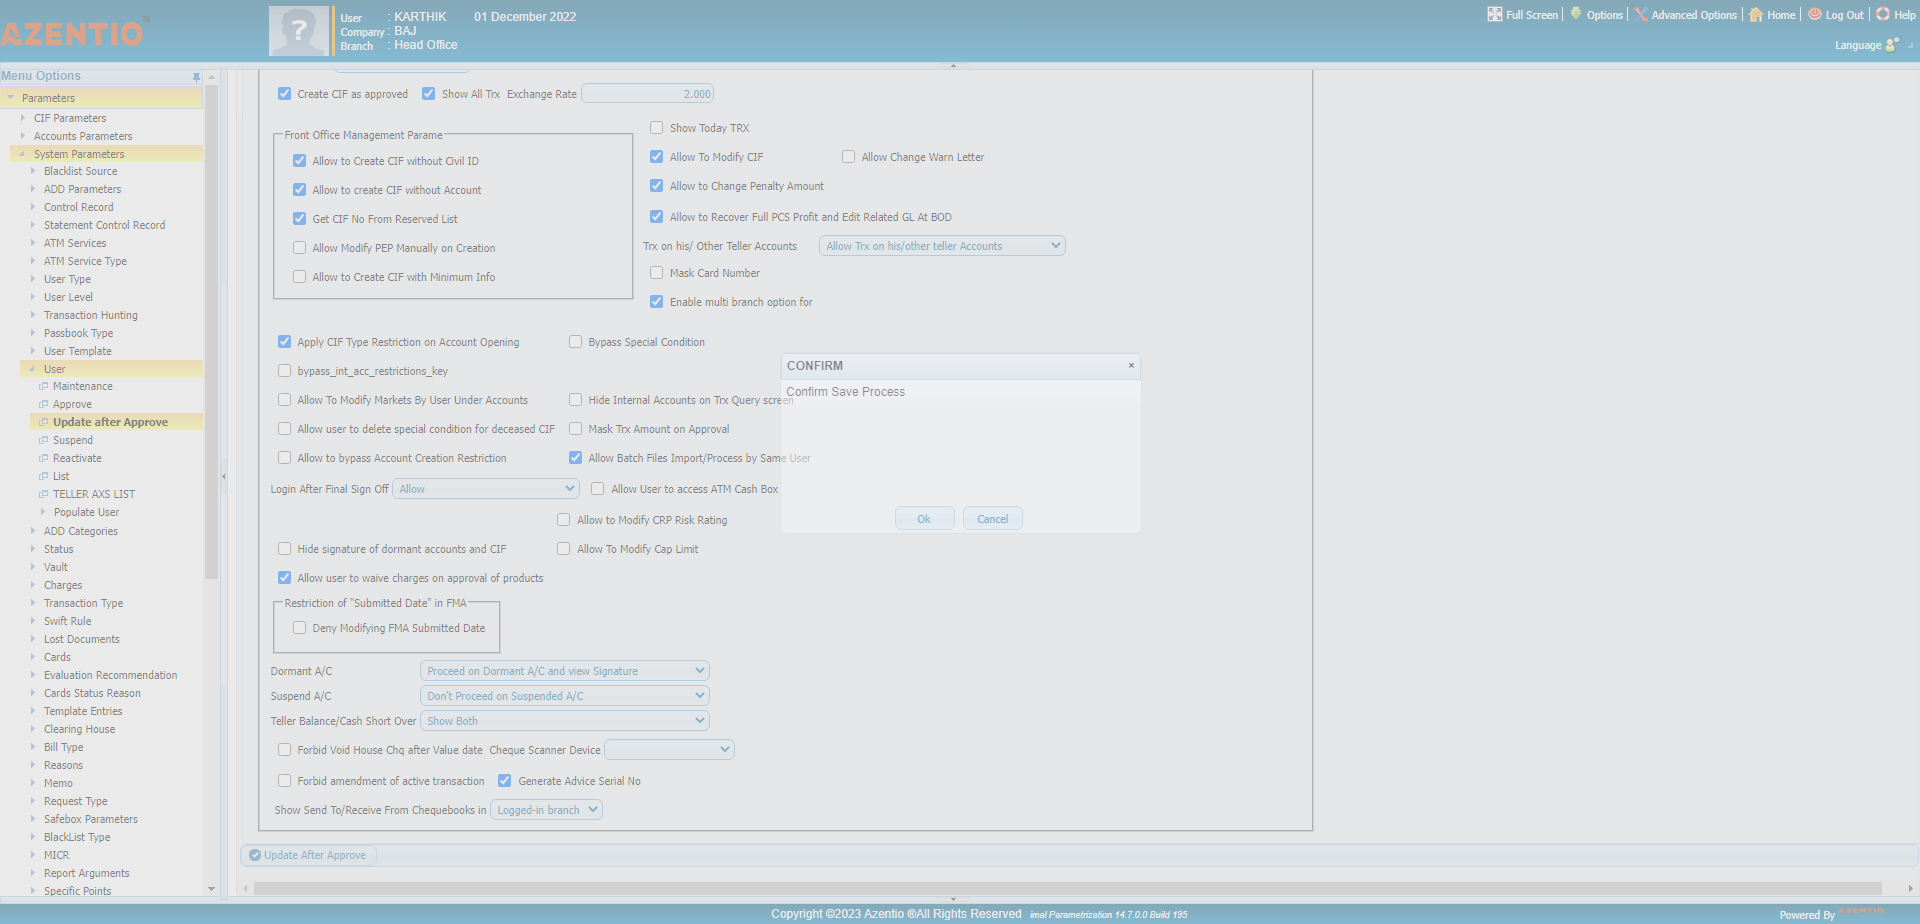 AZENTIO
User : KARTHIK 01 December 2022
Company : BAJ
Branch : Head Office
Full Screen Options Advanced Options Home Log Out Help
Language
Menu Options
Parameters
CIF Parameters
Accounts Parameters
System Parameters
Blacklist Source
ADD Parameters
Control Record
Statement Control Record
ATM Services
ATM Service Type
User Type
User Level
Transaction Hunting
Passbook Type
User Template
User
Maintenance
Approve
Update after Approve
Suspend
Reactivate
List
TELLER AXS LIST
Populate User
ADD Categories
Status
Vault
Charges
Transaction Type
Swift Rule
Lost Documents
Cards
Evaluation Recommendation
Cards Status Reason
Template Entries
Clearing House
Bill Type
Reasons
Memo
Request Type
Safebox Parameters
BlackList Type
MICR
Report Arguments
Specific Points
Create CIF as approved Show All Trx Exchange Rate 2.000
Front Office Management Parame
Allow to Create CIF without Civil ID
Allow to create CIF without Account
Get CIF No From Reserved List
Allow Modify PEP Manually on Creation
Allow to Create CIF with Minimum Info
Show Today TRX
Allow To Modify CIF Allow Change Warn Letter
Allow to Change Penalty Amount
Allow to Recover Full PCS Profit and Edit Related GL At BOD
Trx on his/ Other Teller Accounts Allow Trx on his/other teller Accounts
Mask Card Number
Enable multi branch option for
Apply CIF Type Restriction on Account Opening Bypass Special Condition
bypass_int_acc_restrictions_key
Allow To Modify Markets By User Under Accounts Hide Internal Accounts on Trx Query screen
Allow user to delete special condition for deceased CIF Mask Trx Amount on Approval
Allow to bypass Account Creation Restriction Allow Batch Files Import/Process by Same User
Login After Final Sign Off Allow Allow User to access ATM Cash Box
Allow to Modify CRP Risk Rating
Hide signature of dormant accounts and CIF Allow To Modify Cap Limit
Allow user to waive charges on approval of products
Restriction of "Submitted Date" in FMA
Deny Modifying FMA Submitted Date
Dormant A/C Proceed on Dormant A/C and view Signature
Suspend A/C Don't Proceed on Suspended A/C
Teller Balance/Cash Short Over Show Both
Forbid Void House Chq after Value date Cheque Scanner Device
Forbid amendment of active transaction Generate Advice Serial No
Show Send To/Receive From Chequebooks in Logged-in branch
CONFIRM ×
Confirm Save Process
Ok Cancel
Update After Approve
Copyright ©2023 Azentio ®All Rights Reserved imal Parametrization 14.7.0.0 Build 195
Powered By AZENTIO